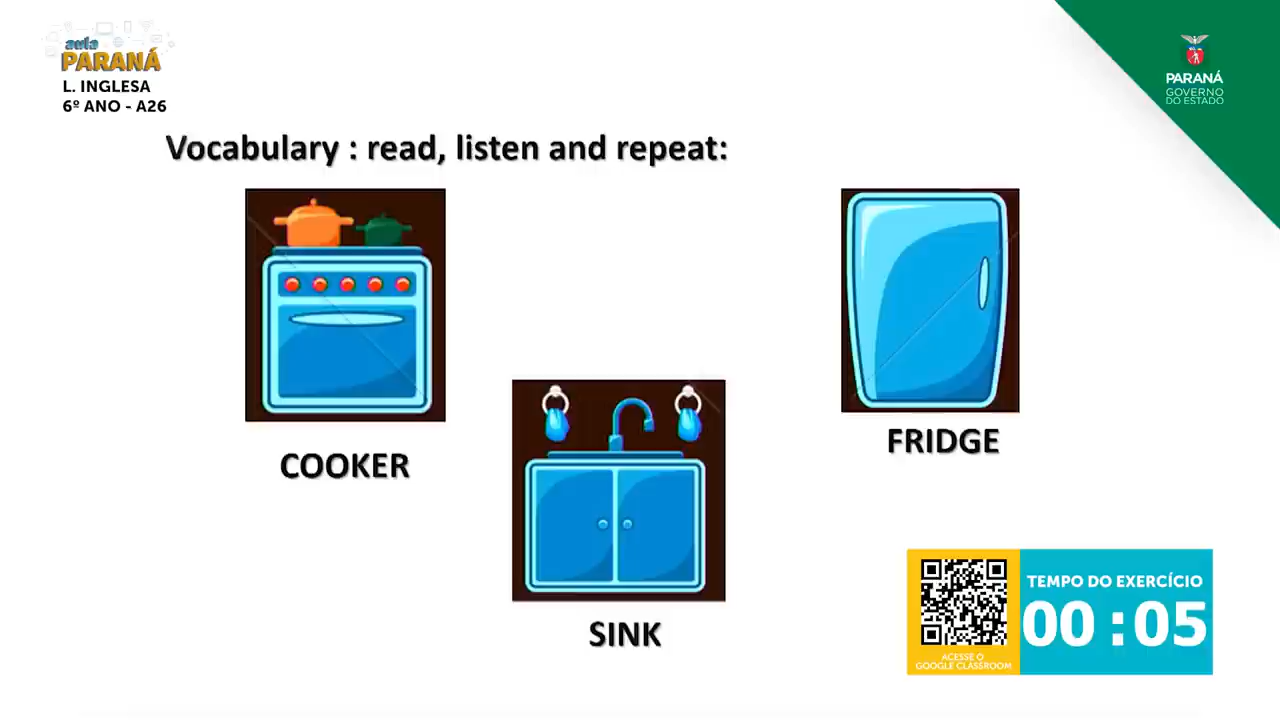 aula
PARANÁ
L. INGLESA
6º ANO - A26
PARANÁ
GOVERNO
DO ESTADO
Vocabulary : read, listen and repeat:
COOKER
FRIDGE
SINK
TEMPO DO EXERCÍCIO
00 : 05
ACESSE O
GOOGLE CLASSROOM